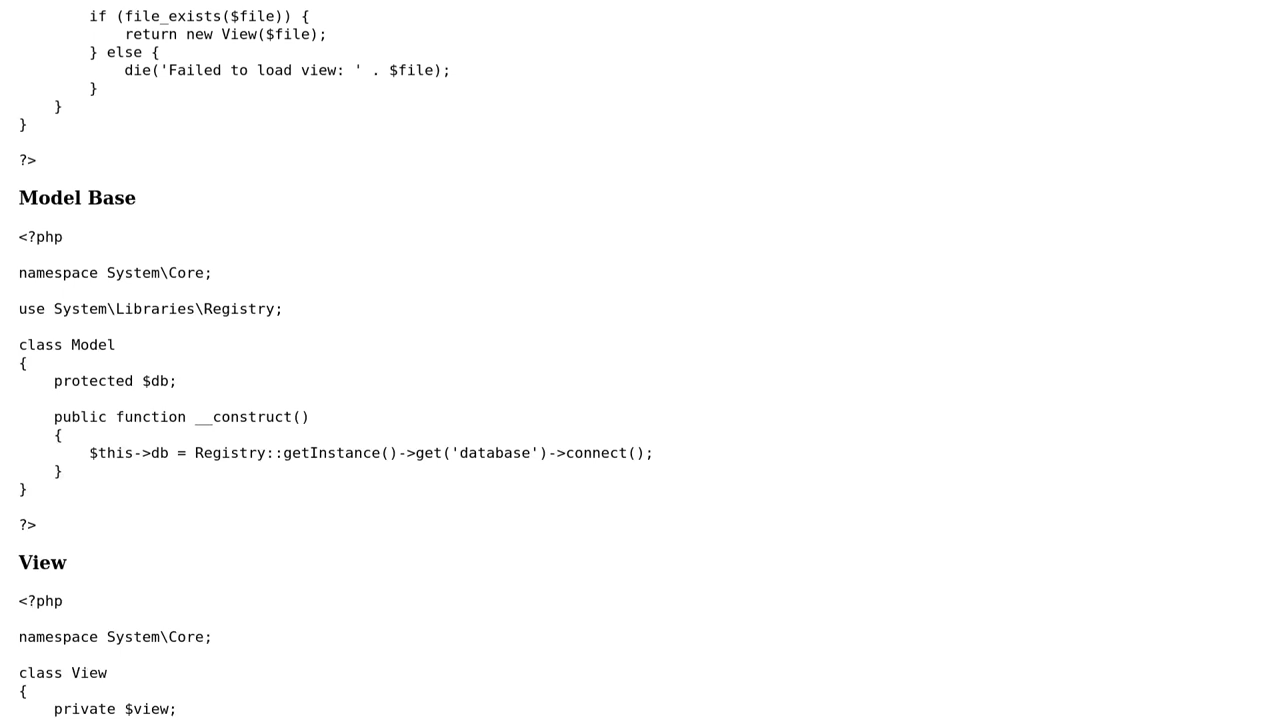 if (file_exists($file)) {
            return new View($file);
        } else {
            die('Failed to load view: ' . $file);
        }
    }
}

?>
Model Base
<?php

namespace System\Core;

use System\Libraries\Registry;

class Model
{
    protected $db;

    public function __construct()
    {
        $this->db = Registry::getInstance()->get('database')->connect();
    }
}

?>
View
<?php

namespace System\Core;

class View
{
    private $view;